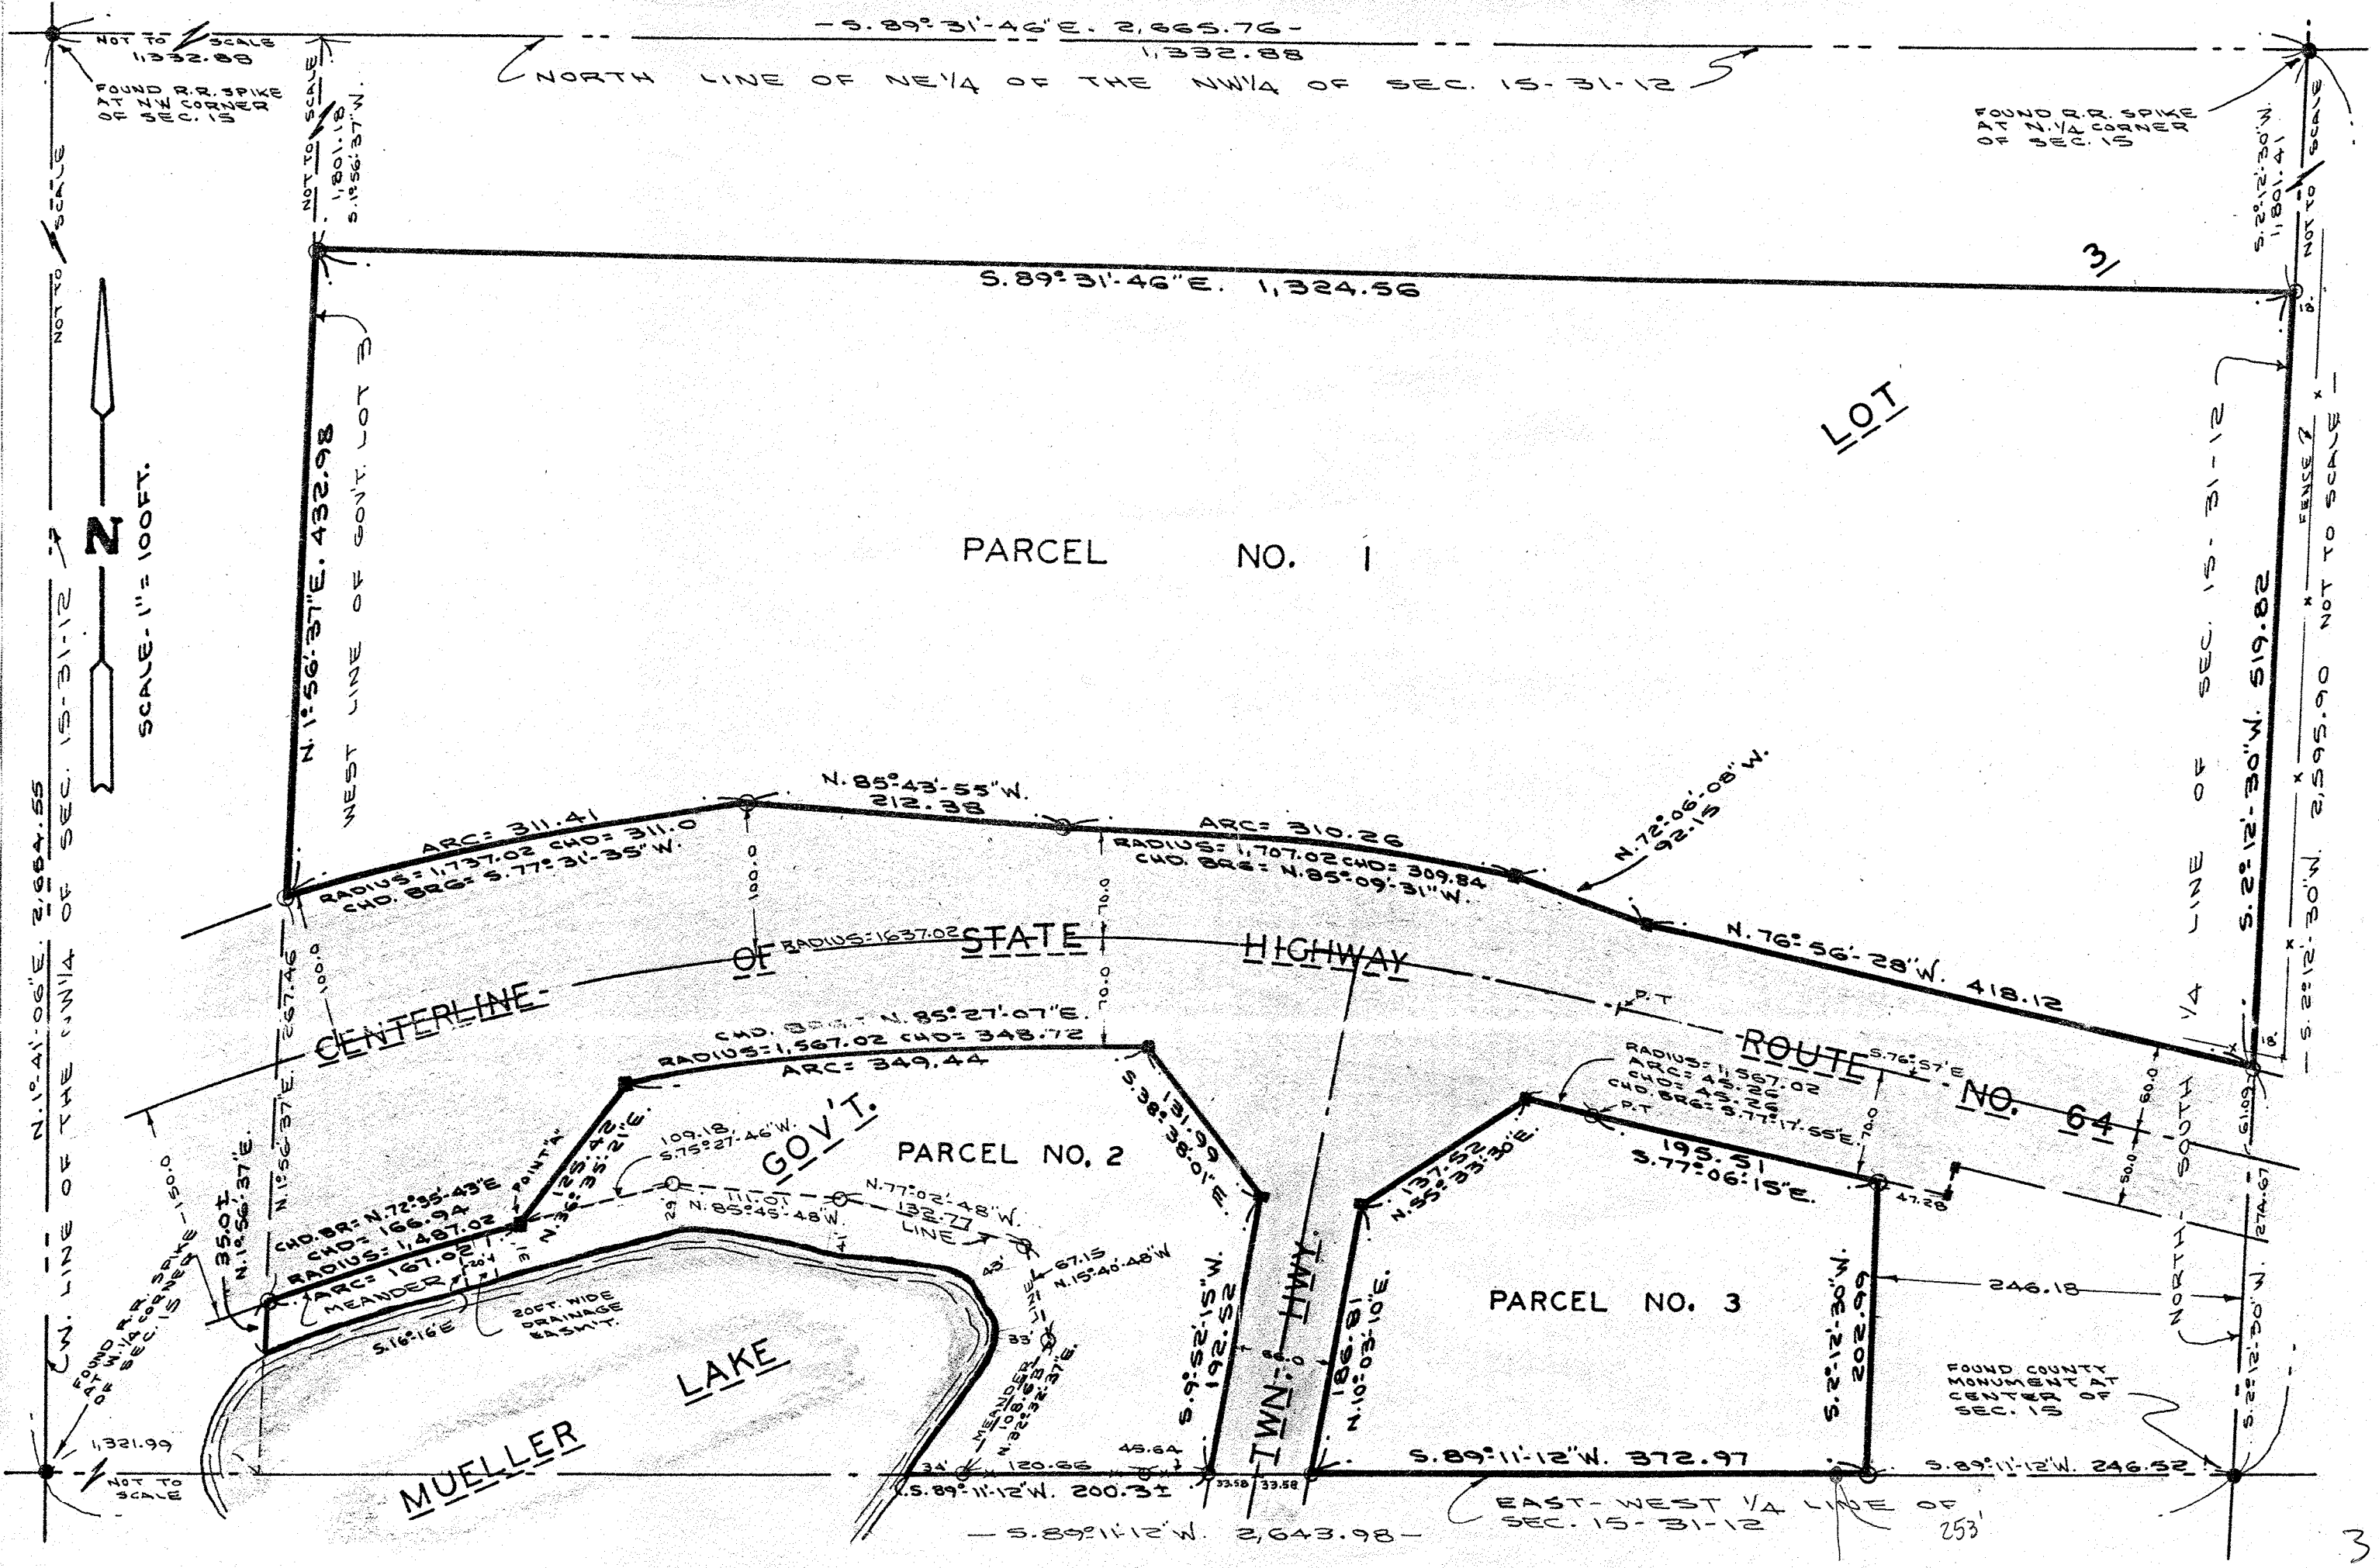 S. 89°-31'-46"E. 2,665.76
1,332.88
NOT TO SCALE
1,332.88
NORTH LINE OF NE 1/4 OF THE NW 1/4 OF SEC. 15-31-12
FOUND R.R. SPIKE
AT NW CORNER
OF SEC. 15
NOT TO SCALE
1,801.18
S. 1°-56'-37"W.
FOUND R.R. SPIKE
AT N. 1/4 CORNER
OF SEC. 15
S. 2°-12'-30"W.
1,801.41
NOT TO SCALE
NOT TO SCALE
3
S. 89°-31'-46"E. 1,324.56
LOT
N
SCALE- 1" = 100FT.
N. 1°-56'-37"E. 432.98
WEST LINE OF GOV'T. LOT 3
PARCEL NO. 1
S. 2°-12'-30"W. 519.82
1/4 LINE OF SEC. 15-31-12
FENCE
S. 2°-12'-30"W. 2,595.90 NOT TO SCALE
N. 1°-41'-06"E. 2,684.55
W. LINE OF THE NW 1/4 OF SEC. 15-31-12
N. 85°-43'-55"W.
212.38
N. 72°-06'-08"W.
92.15
ARC= 311.41
RADIUS= 1,737.02 CHD= 311.0
CHD. BRG= S. 77°-31'-35"W.
ARC= 310.26
RADIUS= 1,707.02 CHD= 309.84
CHD. BRG= N. 85°-09'-31"W.
N. 76°-56'-28"W. 418.12
100.0
70.0
100.0
70.0
CENTERLINE OF STATE HIGHWAY ROUTE NO. 64
RADIUS=1637.02
P.T
S. 76°-57'E
N. 1°-56'-37"E. 267.46
CHD. N. 85°-27'-07"E.
RADIUS= 1,567.02 CHD= 348.72
ARC= 349.44
S. 38°-38'-01"E.
131.99
RADIUS= 1,567.02
ARC= 45.26
CHD= 45.26
CHD. BRG= S. 77°-17'-55"E.
P.T
70.0
50.0
50.0
61.09
195.51
S. 77°-06'-15"E.
47.28
274.67
150.0
350±
N. 1°-56'-37"E.
CHD. BR= N. 72°-35'-43"E
CHD= 166.94
RADIUS= 1,487.02
ARC= 167.02
MEANDER
POINT "A"
125.42
N. 36°-35'-21"E.
109.18
S. 75°-27'-46"W.
GOV'T.
PARCEL NO. 2
111.01
N. 85°-45'-48"W.
N. 77°-02'-48"W.
132.77
LINE
29'
41'
43'
31'
20'
67.15
N. 15°-40'-48"W
LINE
137.52
N. 55°-33'-30"E.
S. 9°-52'-15"W.
192.52
TWN. HWY.
66.0
186.81
N. 10°-03'-10"E.
PARCEL NO. 3
S. 2°-12'-30"W.
202.99
246.18
NORTH-SOUTH
S. 2°-12'-30"W.
20FT. WIDE
DRAINAGE
EASM'T.
S. 16°-16'E
33'
MEANDER
108.63
N. 32°-32'-37"E.
MUELLER LAKE
FOUND R.R. SPIKE
AT W. 1/4 CORNER
OF SEC. 15
FOUND COUNTY
MONUMENT AT
CENTER OF
SEC. 15
1,321.99
NOT TO
SCALE
34'
120.66
45.64
S. 89°-11'-12"W. 200.3±
33.58
33.58
S. 89°-11'-12"W. 372.97
S. 89°-11'-12"W. 246.52
EAST-WEST 1/4 LINE OF
SEC. 15-31-12
253'
S. 89°-11'-12"W. 2,643.98
3